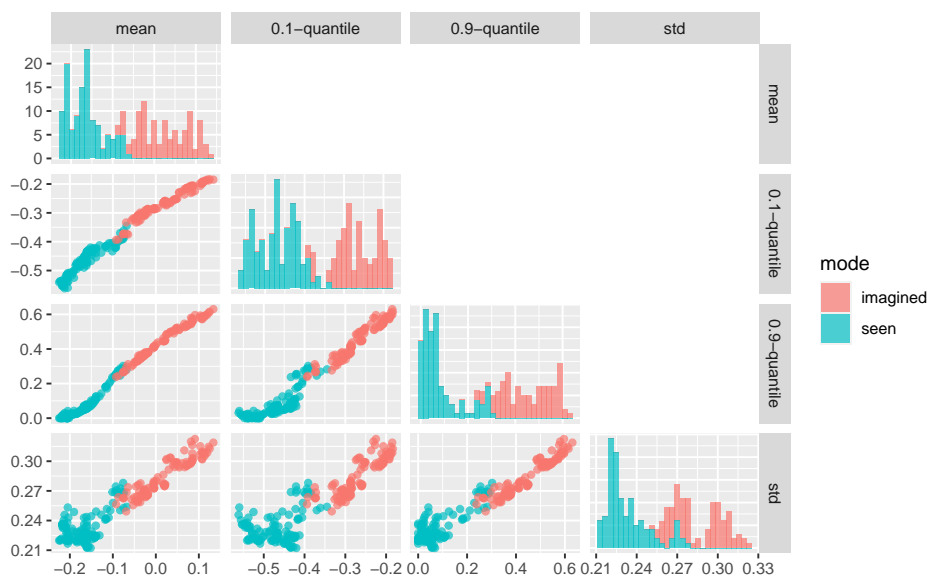 mean 0.1−quantile 0.9−quantile std
20
15
10
5
0
mean
−0.2
−0.3
−0.4
−0.5
0.1−quantile
mode
imagined
seen
0.6
0.4
0.2
0.0
0.9−quantile
0.30
0.27
0.24
0.21
std
−0.2 −0.1 0.0 0.1 −0.5 −0.4 −0.3 −0.2 0.0 0.2 0.4 0.6 0.21 0.24 0.27 0.30 0.33